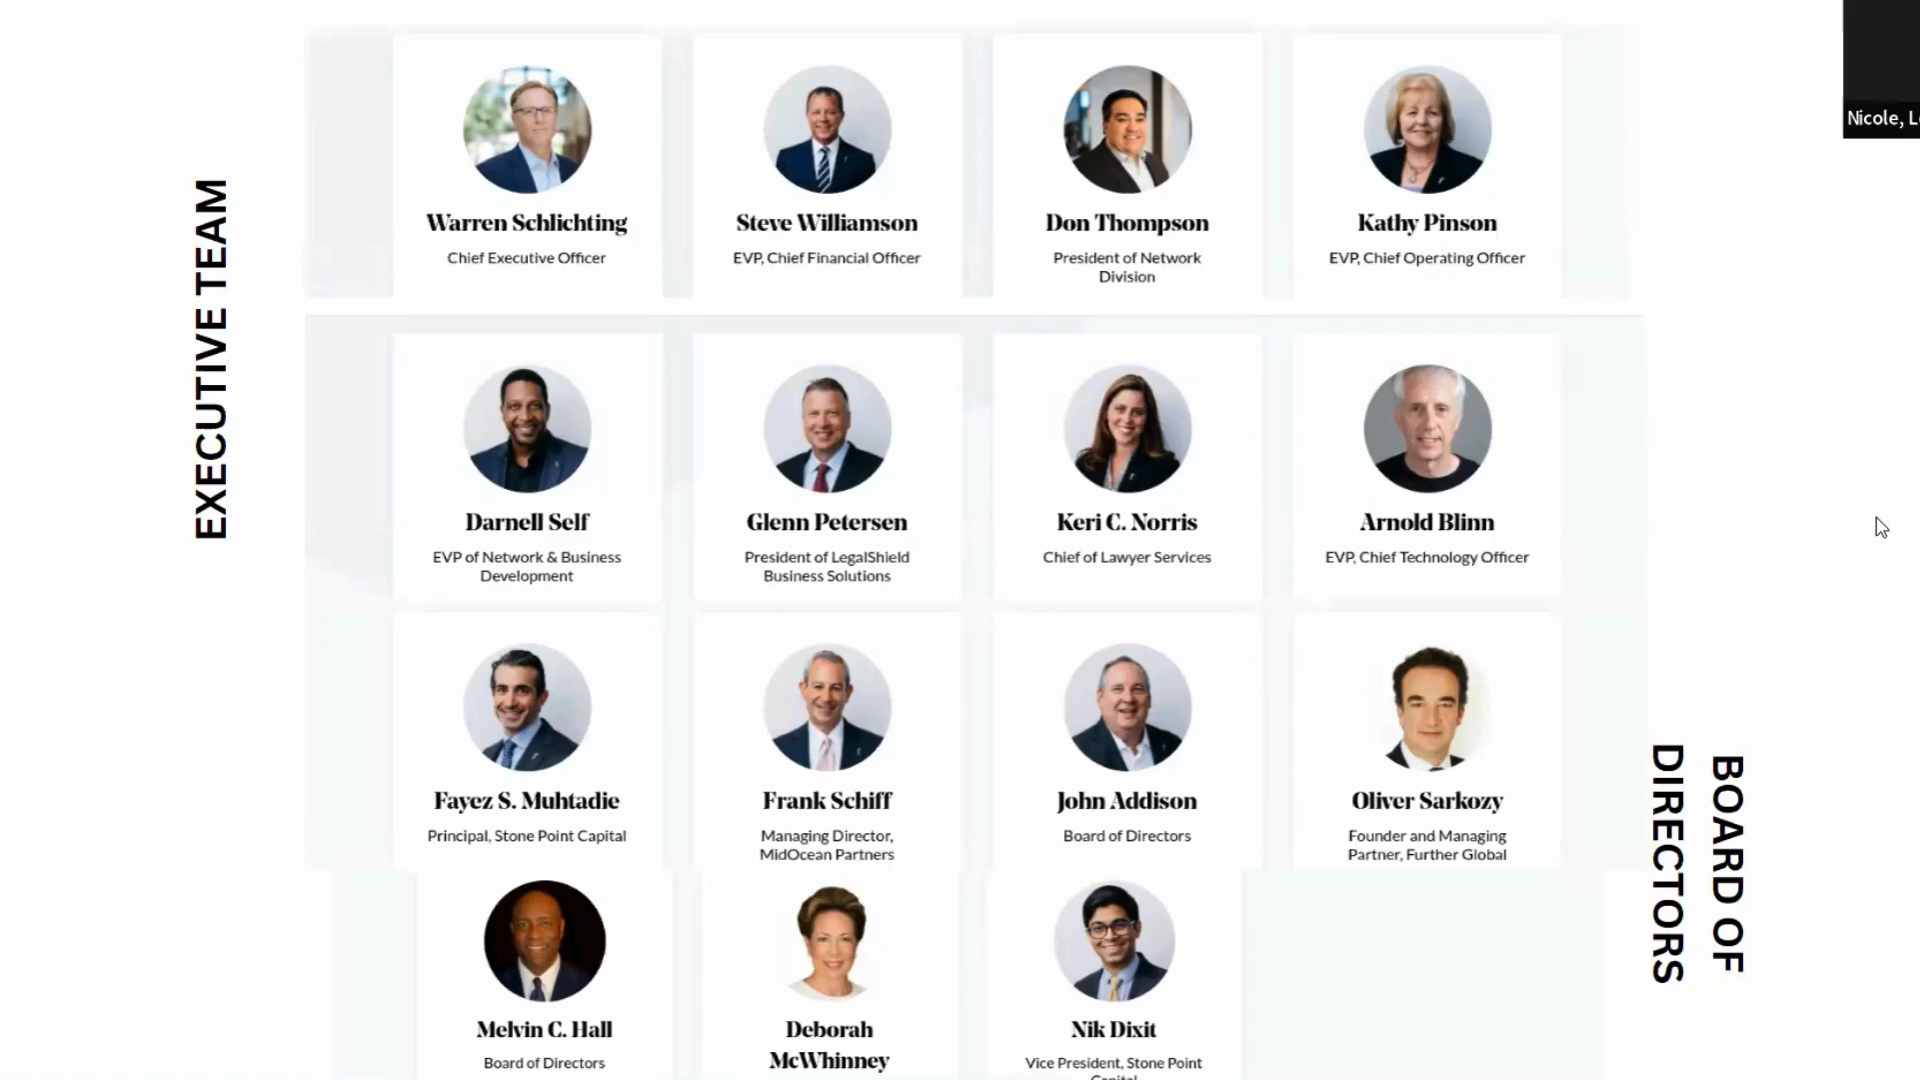 Nicole, L
EXECUTIVE TEAM
Warren Schlichting
Chief Executive Officer
Steve Williamson
EVP, Chief Financial Officer
Don Thompson
President of Network
Division
Kathy Pinson
EVP, Chief Operating Officer
Darnell Self
EVP of Network & Business
Development
Glenn Petersen
President of LegalShield
Business Solutions
Keri C. Norris
Chief of Lawyer Services
Arnold Blinn
EVP, Chief Technology Officer
BOARD OF
DIRECTORS
Fayez S. Muhtadie
Principal, Stone Point Capital
Frank Schiff
Managing Director,
MidOcean Partners
John Addison
Board of Directors
Oliver Sarkozy
Founder and Managing
Partner, Further Global
Melvin C. Hall
Board of Directors
Deborah
McWhinney
Nik Dixit
Vice President, Stone Point
Capital